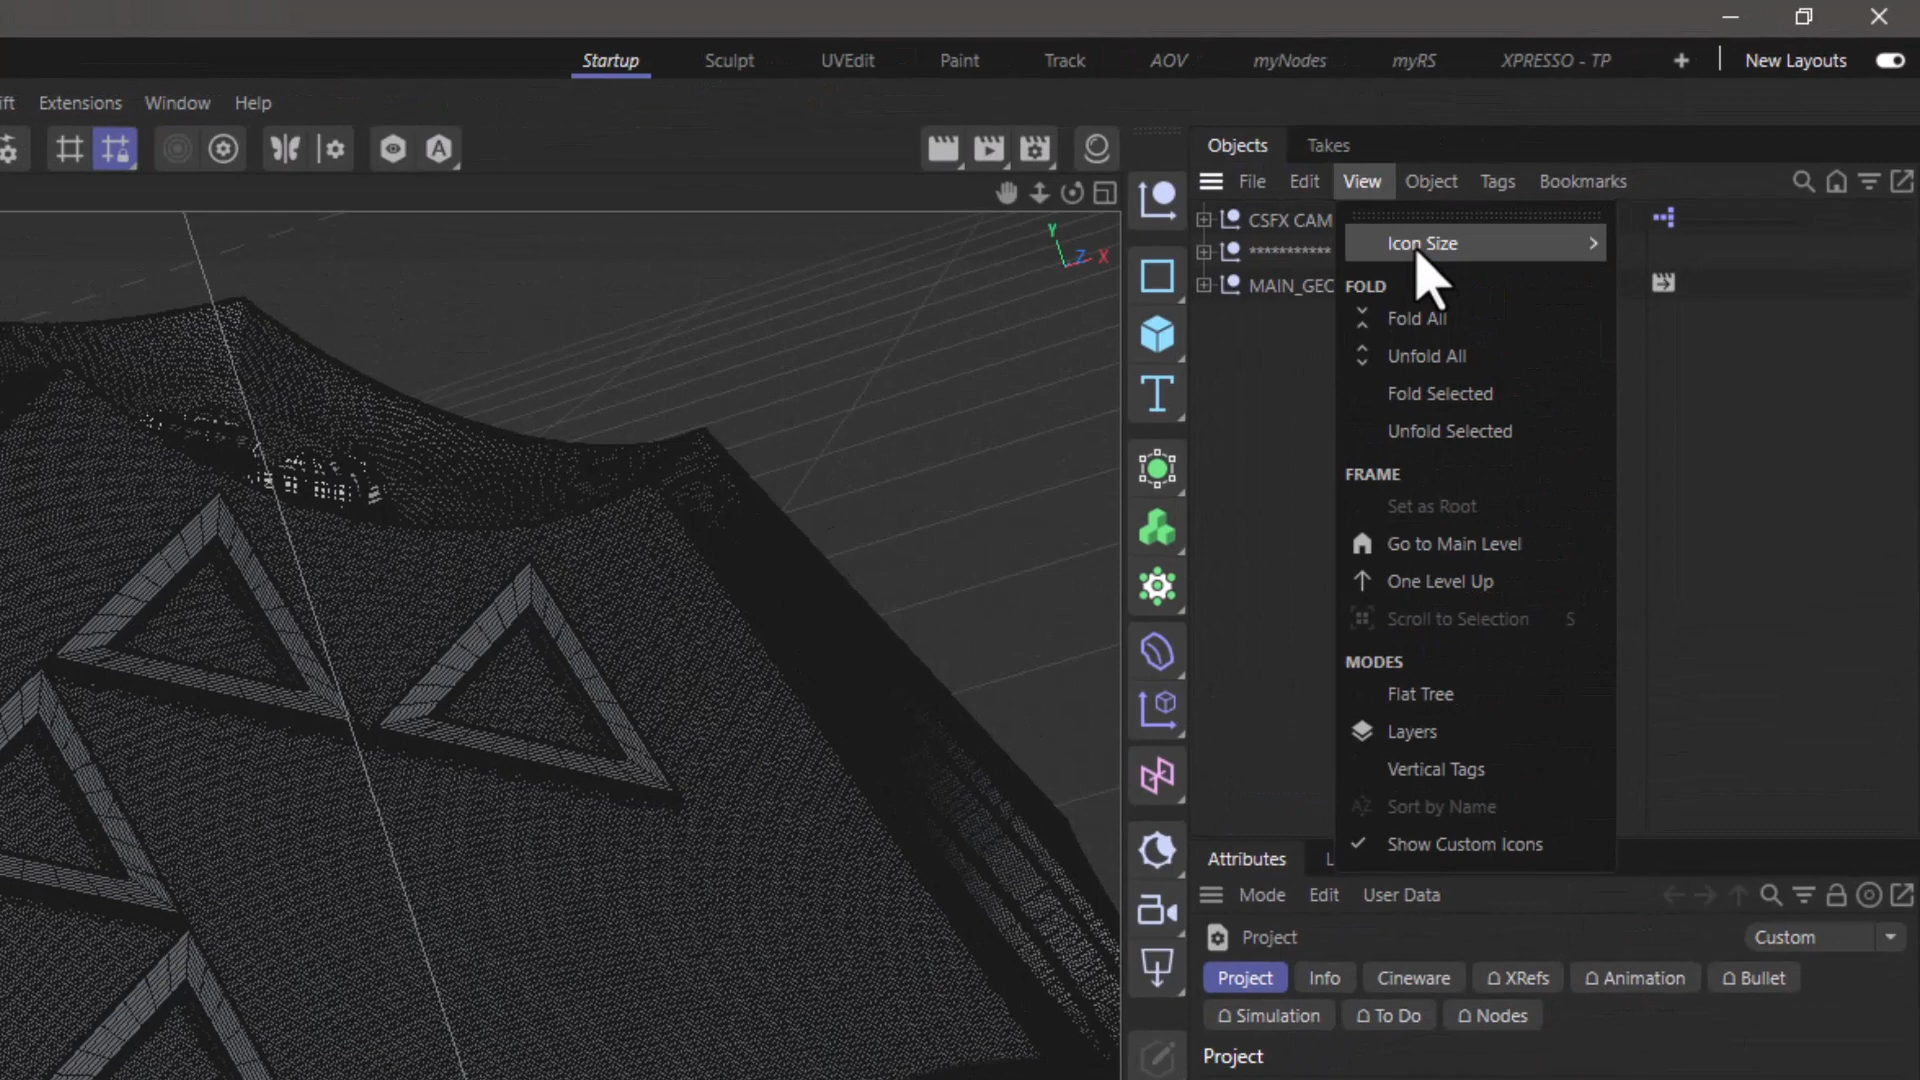 Startup Sculpt UVEdit Paint Track AOV myNodes myRS XPRESSO - TP + New Layouts
ift Extensions Window Help
Objects Takes
File Edit View Object Tags Bookmarks
Y
Z X
CSFX CAM
***********
MAIN_GEC
Icon Size
FOLD
Fold All
Unfold All
Fold Selected
Unfold Selected
FRAME
Set as Root
Go to Main Level
One Level Up
Scroll to Selection S
MODES
Flat Tree
Layers
Vertical Tags
Sort by Name
Show Custom Icons
Attributes L
Mode Edit User Data
Project Custom
Project Info Cineware XRefs Animation Bullet
Simulation To Do Nodes
Project